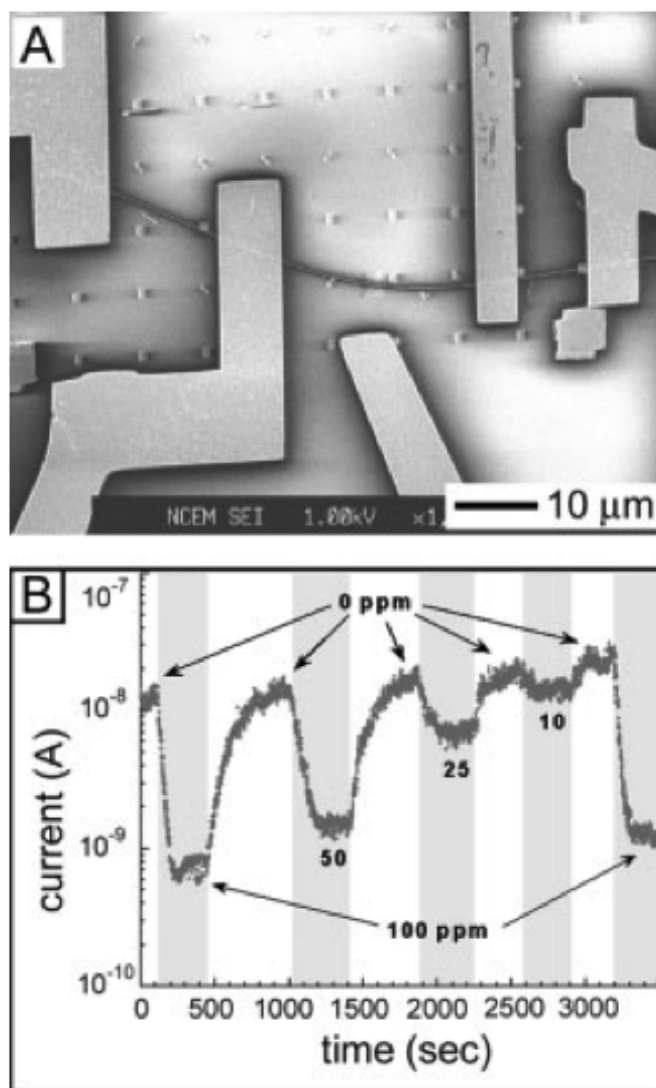 A
NCEM SEI 1.00kV ×1,
10 μm
B
10⁻⁷
0 ppm
10⁻⁸
10
25
10⁻⁹
50
100 ppm
10⁻¹⁰
current (A)
0 500 1000 1500 2000 2500 3000
time (sec)